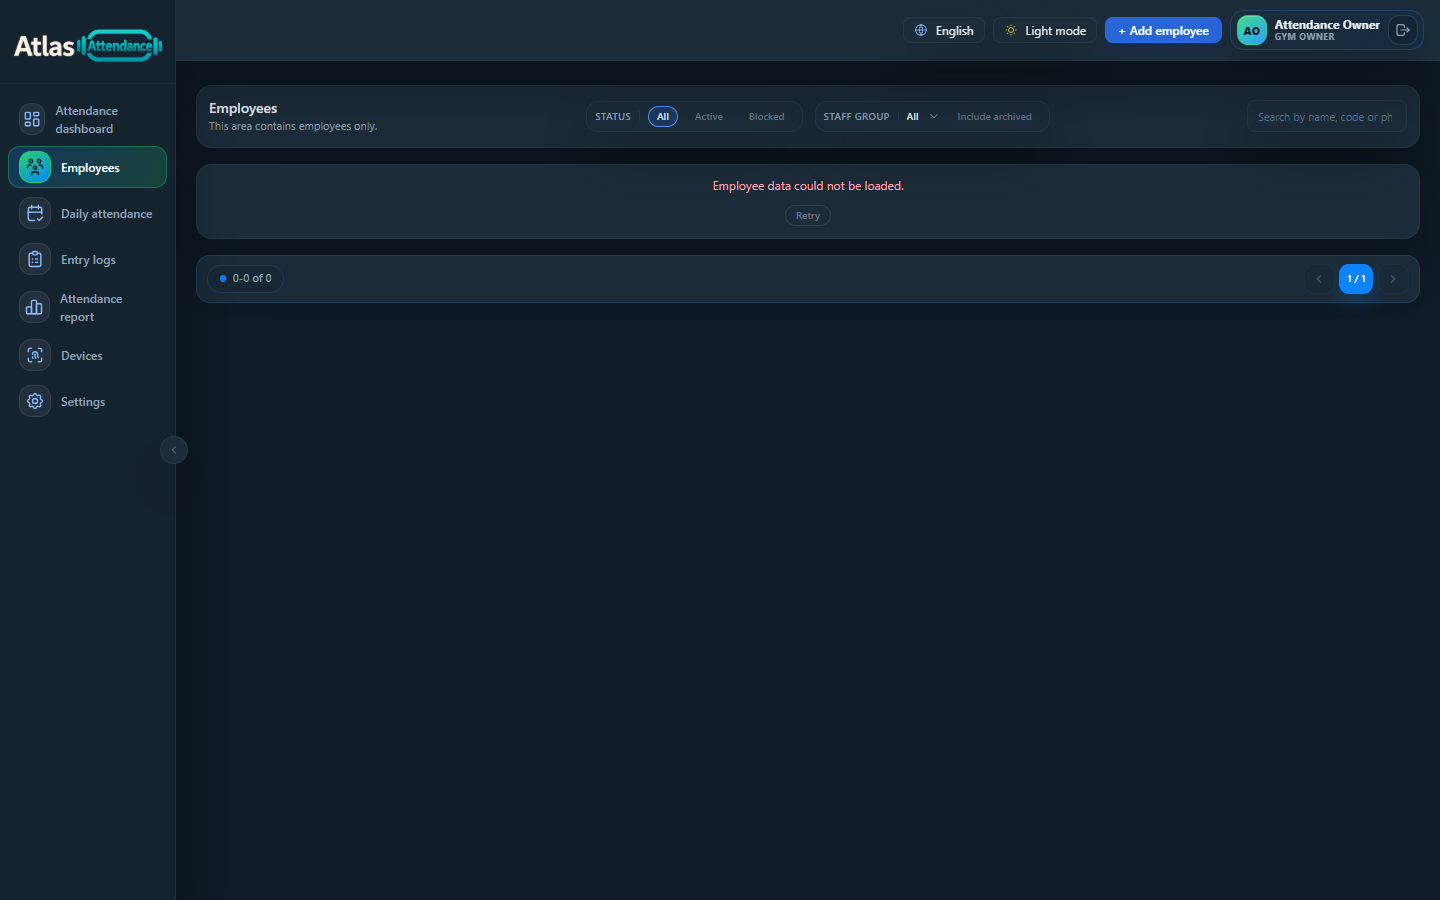 Atlas Attendance
English
Light mode
+ Add employee
AO
Attendance Owner
GYM OWNER
Attendance dashboard
Employees
Daily attendance
Entry logs
Attendance report
Devices
Settings
Employees
This area contains employees only.
STATUS All Active Blocked
STAFF GROUP All Include archived
Search by name, code or ph
Employee data could not be loaded.
Retry
0-0 of 0
1 / 1